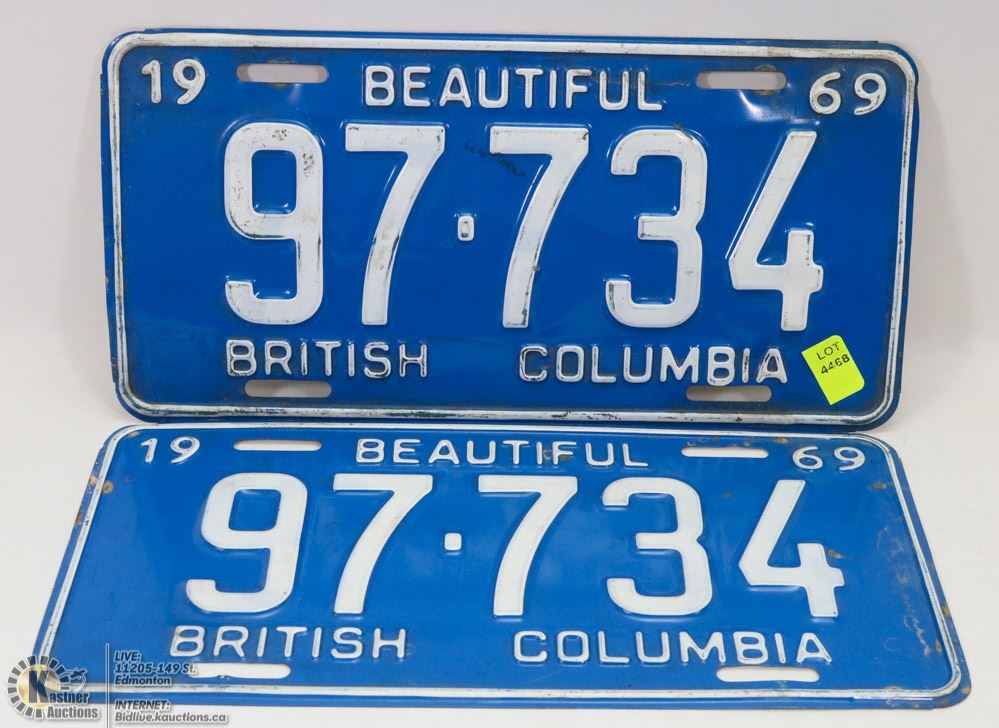 19 BEAUTIFUL 69
97·734
BRITISH COLUMBIA
LOT
4468
19 BEAUTIFUL 69
97·734
BRITISH COLUMBIA
Kastner
Auctions
LIVE:
11205-149 St.
Edmonton
INTERNET:
Bidlive.kauctions.ca